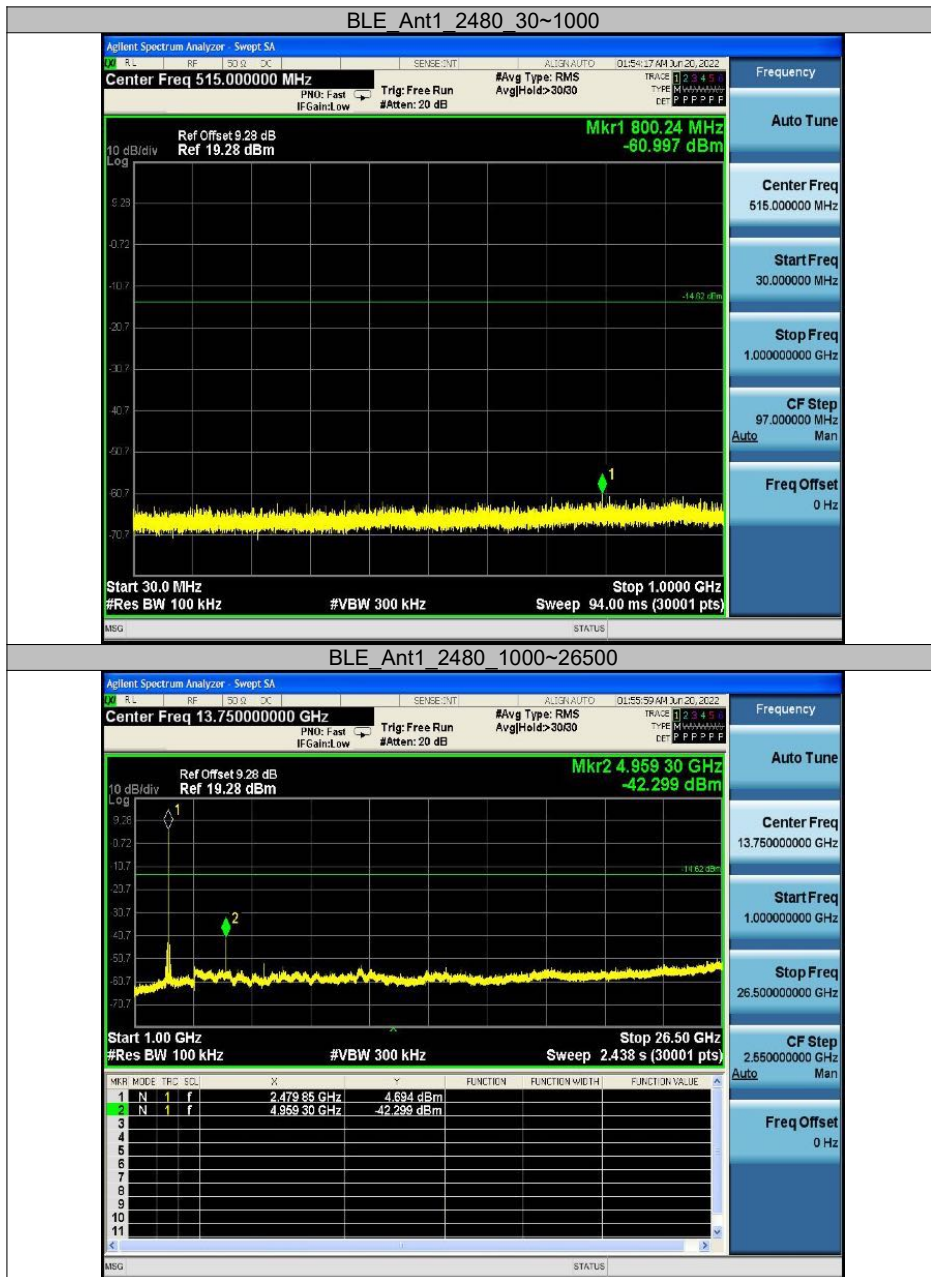 BLE_Ant1_2480_30~1000
Agilent Spectrum Analyzer - Swept SA
RL RF 50 Ω DC SENSE:INT ALIGNAUTO 01:54:17 AM Jun 20, 2022
Center Freq 515.000000 MHz
PNO: Fast
IFGain:Low
Trig: Free Run
#Atten: 20 dB
#Avg Type: RMS
Avg|Hold:>30/30
TRACE 1 2 3 4 5 6
TYPE M
DET P P P P P P
Frequency
Ref Offset 9.28 dB
10 dB/div Ref 19.28 dBm
Log
Mkr1 800.24 MHz
-60.997 dBm
9.28
-0.72
-10.7
-14.62 dBm
-20.7
-30.7
-40.7
-50.7
-60.7
-70.7
1
Start 30.0 MHz Stop 1.0000 GHz
#Res BW 100 kHz #VBW 300 kHz Sweep 94.00 ms (30001 pts)
MSG STATUS
Auto Tune
Center Freq
515.000000 MHz
Start Freq
30.000000 MHz
Stop Freq
1.000000000 GHz
CF Step
97.000000 MHz
Auto Man
Freq Offset
0 Hz
BLE_Ant1_2480_1000~26500
Agilent Spectrum Analyzer - Swept SA
RL RF 50 Ω DC SENSE:INT ALIGNAUTO 01:55:59 AM Jun 20, 2022
Center Freq 13.750000000 GHz
PNO: Fast
IFGain:Low
Trig: Free Run
#Atten: 20 dB
#Avg Type: RMS
Avg|Hold:>30/30
TRACE 1 2 3 4 5 6
TYPE M
DET P P P P P P
Frequency
Ref Offset 9.28 dB
10 dB/div Ref 19.28 dBm
Log
Mkr2 4.959 30 GHz
-42.299 dBm
9.28
-0.72
-10.7
-14.62 dBm
-20.7
-30.7
-40.7
-50.7
-60.7
-70.7
1
2
Start 1.00 GHz Stop 26.50 GHz
#Res BW 100 kHz #VBW 300 kHz Sweep 2.438 s (30001 pts)
MKR MODE TRC SCL X Y FUNCTION FUNCTION WIDTH FUNCTION VALUE
1 N 1 f 2.479 85 GHz 4.694 dBm
2 N 1 f 4.959 30 GHz -42.299 dBm
3
4
5
6
7
8
9
10
11
MSG STATUS
Auto Tune
Center Freq
13.750000000 GHz
Start Freq
1.000000000 GHz
Stop Freq
26.500000000 GHz
CF Step
2.550000000 GHz
Auto Man
Freq Offset
0 Hz